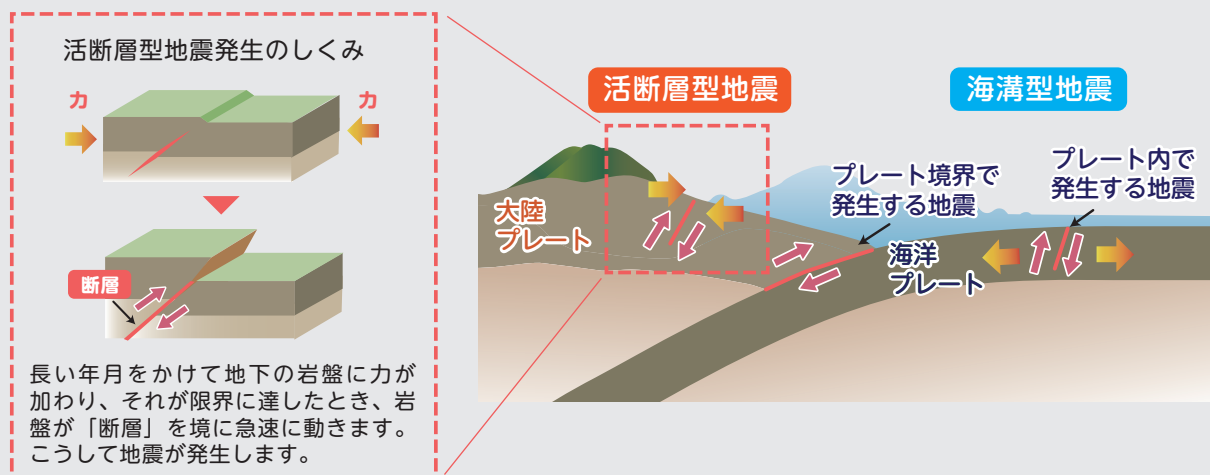 活断層型地震発生のしくみ
力
力
断層
長い年月をかけて地下の岩盤に力が
加わり、それが限界に達したとき、岩
盤が「断層」を境に急速に動きます。
こうして地震が発生します。
活断層型地震
海溝型地震
大陸
プレート
プレート境界で
発生する地震
海洋
プレート
プレート内で
発生する地震